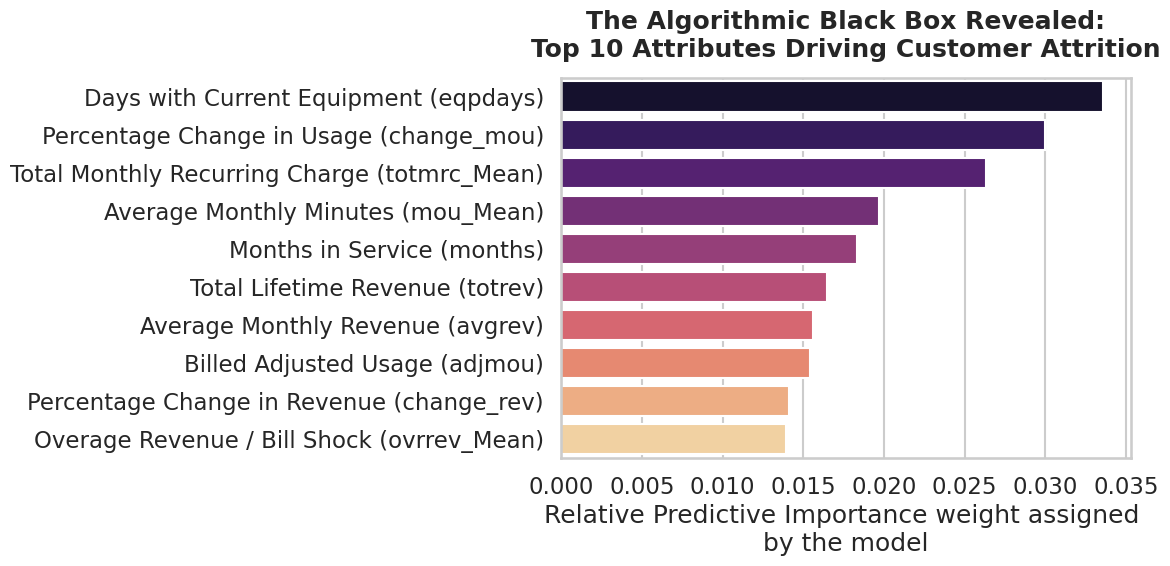 The Algorithmic Black Box Revealed:
Top 10 Attributes Driving Customer Attrition
Days with Current Equipment (eqpdays)
Percentage Change in Usage (change_mou)
Total Monthly Recurring Charge (totmrc_Mean)
Average Monthly Minutes (mou_Mean)
Months in Service (months)
Total Lifetime Revenue (totrev)
Average Monthly Revenue (avgrev)
Billed Adjusted Usage (adjmou)
Percentage Change in Revenue (change_rev)
Overage Revenue / Bill Shock (ovrrev_Mean)
0.000 0.005 0.010 0.015 0.020 0.025 0.030 0.035
Relative Predictive Importance weight assigned
by the model